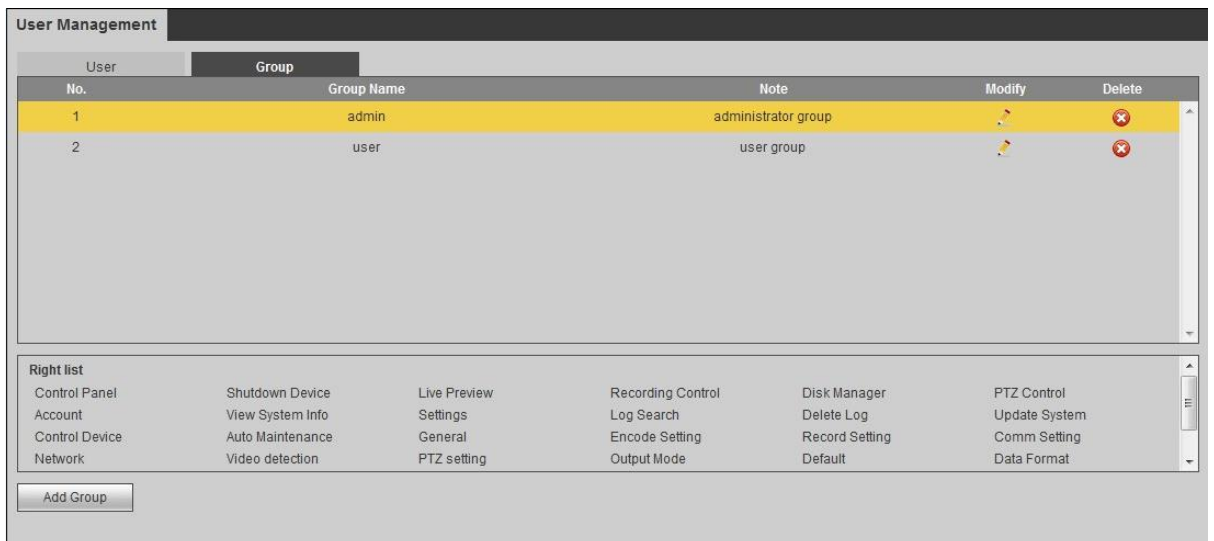 User Management
User Group
No. Group Name Note Modify Delete
1 admin administrator group
2 user user group
Right list
Control Panel Shutdown Device Live Preview Recording Control Disk Manager PTZ Control
Account View System Info Settings Log Search Delete Log Update System
Control Device Auto Maintenance General Encode Setting Record Setting Comm Setting
Network Video detection PTZ setting Output Mode Default Data Format
Add Group